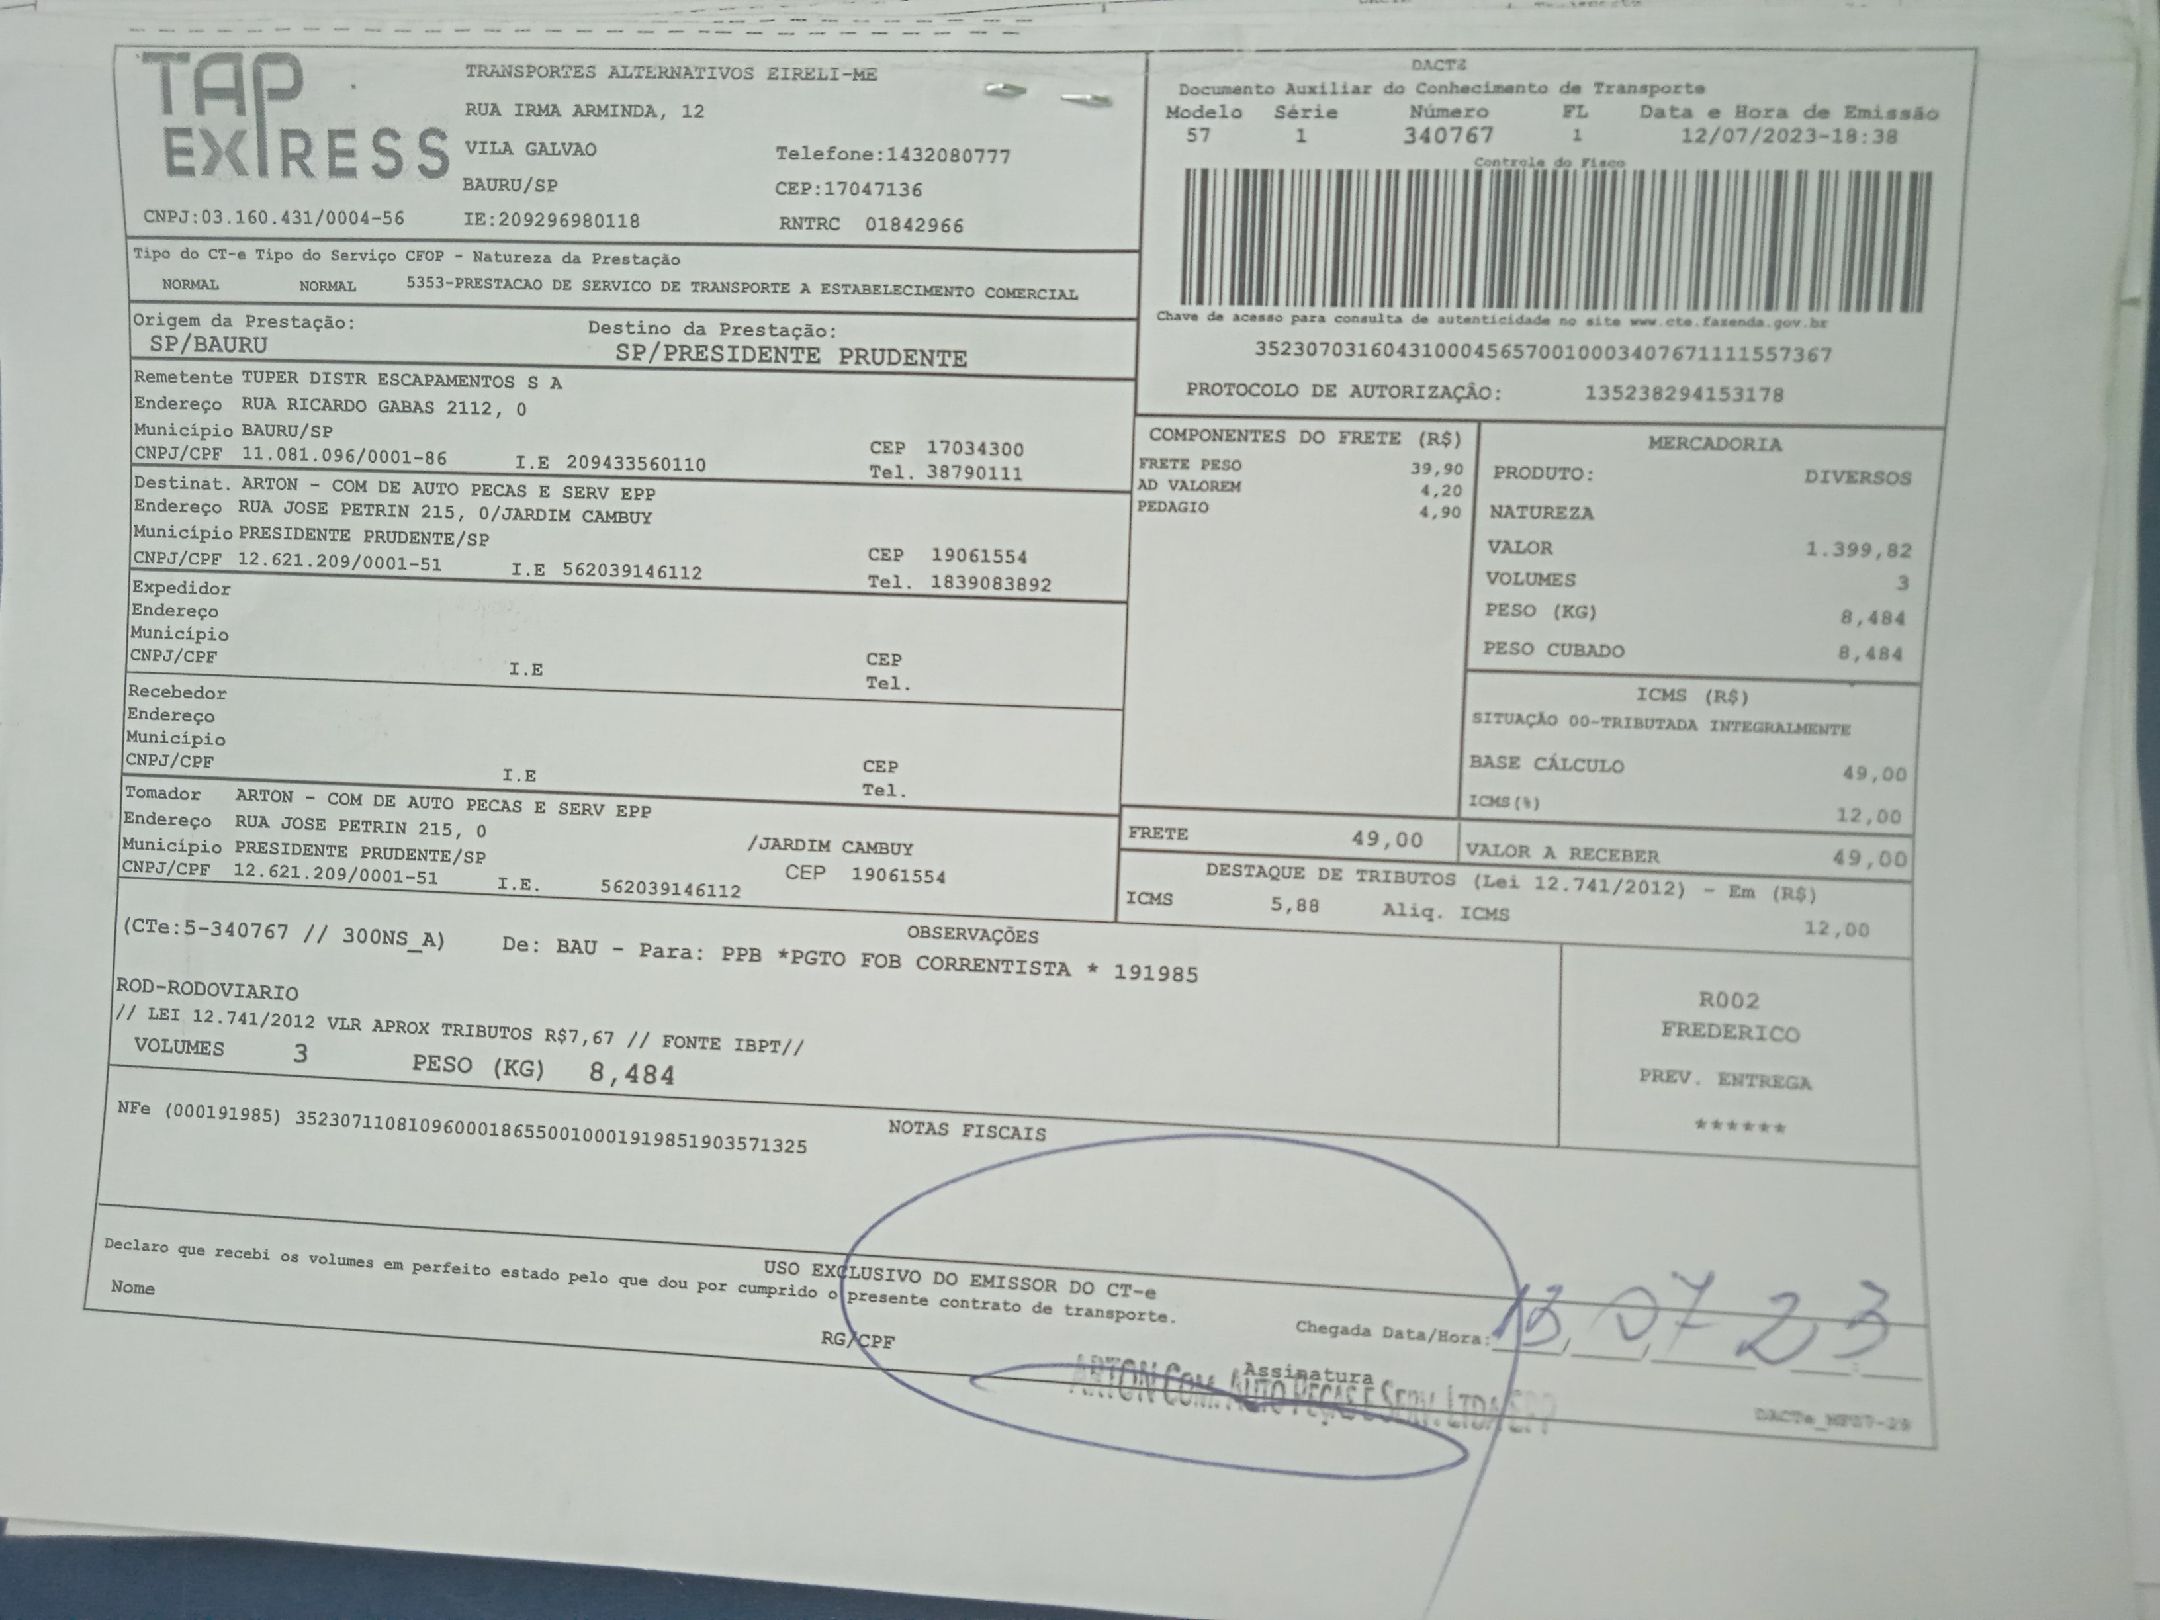 TAP EXPRESS
TRANSPORTES ALTERNATIVOS EIRELI-ME
RUA IRMA ARMINDA, 12
VILA GALVAO Telefone:1432080777
BAURU/SP CEP:17047136
CNPJ:03.160.431/0004-56 IE:209296980118 RNTRC 01842966
DACTE
Documento Auxiliar do Conhecimento de Transporte
Modelo Série Número FL Data e Hora de Emissão
57 1 340767 1 12/07/2023-18:38
Controle do Fisco
Chave de acesso para consulta de autenticidade no site www.cte.fazenda.gov.br
35230703160431000456570010003407671111557367
PROTOCOLO DE AUTORIZAÇÂO: 135238294153178
Tipo do CT-e Tipo do Serviço CFOP - Natureza da Prestação
NORMAL NORMAL 5353-PRESTACAO DE SERVICO DE TRANSPORTE A ESTABELECIMENTO COMERCIAL
Origem da Prestação: Destino da Prestação:
SP/BAURU SP/PRESIDENTE PRUDENTE
Remetente TUPER DISTR ESCAPAMENTOS S A
Endereço RUA RICARDO GABAS 2112, 0
Município BAURU/SP CEP 17034300
CNPJ/CPF 11.081.096/0001-86 I.E 209433560110 Tel. 38790111
Destinat. ARTON - COM DE AUTO PECAS E SERV EPP
Endereço RUA JOSE PETRIN 215, 0/JARDIM CAMBUY
Município PRESIDENTE PRUDENTE/SP CEP 19061554
CNPJ/CPF 12.621.209/0001-51 I.E 562039146112 Tel. 1839083892
Expedidor
Endereço
Município CEP
CNPJ/CPF I.E Tel.
Recebedor
Endereço
Município CEP
CNPJ/CPF I.E Tel.
Tomador ARTON - COM DE AUTO PECAS E SERV EPP
Endereço RUA JOSE PETRIN 215, 0 /JARDIM CAMBUY
Município PRESIDENTE PRUDENTE/SP CEP 19061554
CNPJ/CPF 12.621.209/0001-51 I.E. 562039146112
COMPONENTES DO FRETE (R$)
FRETE PESO 39,90
AD VALOREM 4,20
PEDAGIO 4,90
MERCADORIA
PRODUTO: DIVERSOS
NATUREZA
VALOR 1.399,82
VOLUMES 3
PESO (KG) 8,484
PESO CUBADO 8,484
ICMS (R$)
SITUAÇÃO 00-TRIBUTADA INTEGRALMENTE
BASE CÁLCULO 49,00
ICMS(%) 12,00
FRETE 49,00 VALOR A RECEBER 49,00
DESTAQUE DE TRIBUTOS (Lei 12.741/2012) - Em (R$)
ICMS 5,88 Aliq. ICMS 12,00
OBSERVAÇÕES
(CTe:5-340767 // 300NS_A) De: BAU - Para: PPB *PGTO FOB CORRENTISTA * 191985
ROD-RODOVIARIO
// LEI 12.741/2012 VLR APROX TRIBUTOS R$7,67 // FONTE IBPT//
VOLUMES 3 PESO (KG) 8,484
R002
FREDERICO
PREV. ENTREGA
******
NOTAS FISCAIS
NFe (000191985) 35230711081096000186550010001919851903571325
USO EXCLUSIVO DO EMISSOR DO CT-e
Declaro que recebi os volumes em perfeito estado pelo que dou por cumprido o presente contrato de transporte.
Nome RG/CPF Chegada Data/Hora: 13 07 23
Assinatura
ARTON COM. AUTO PEÇAS E SERV. LTDA EPP